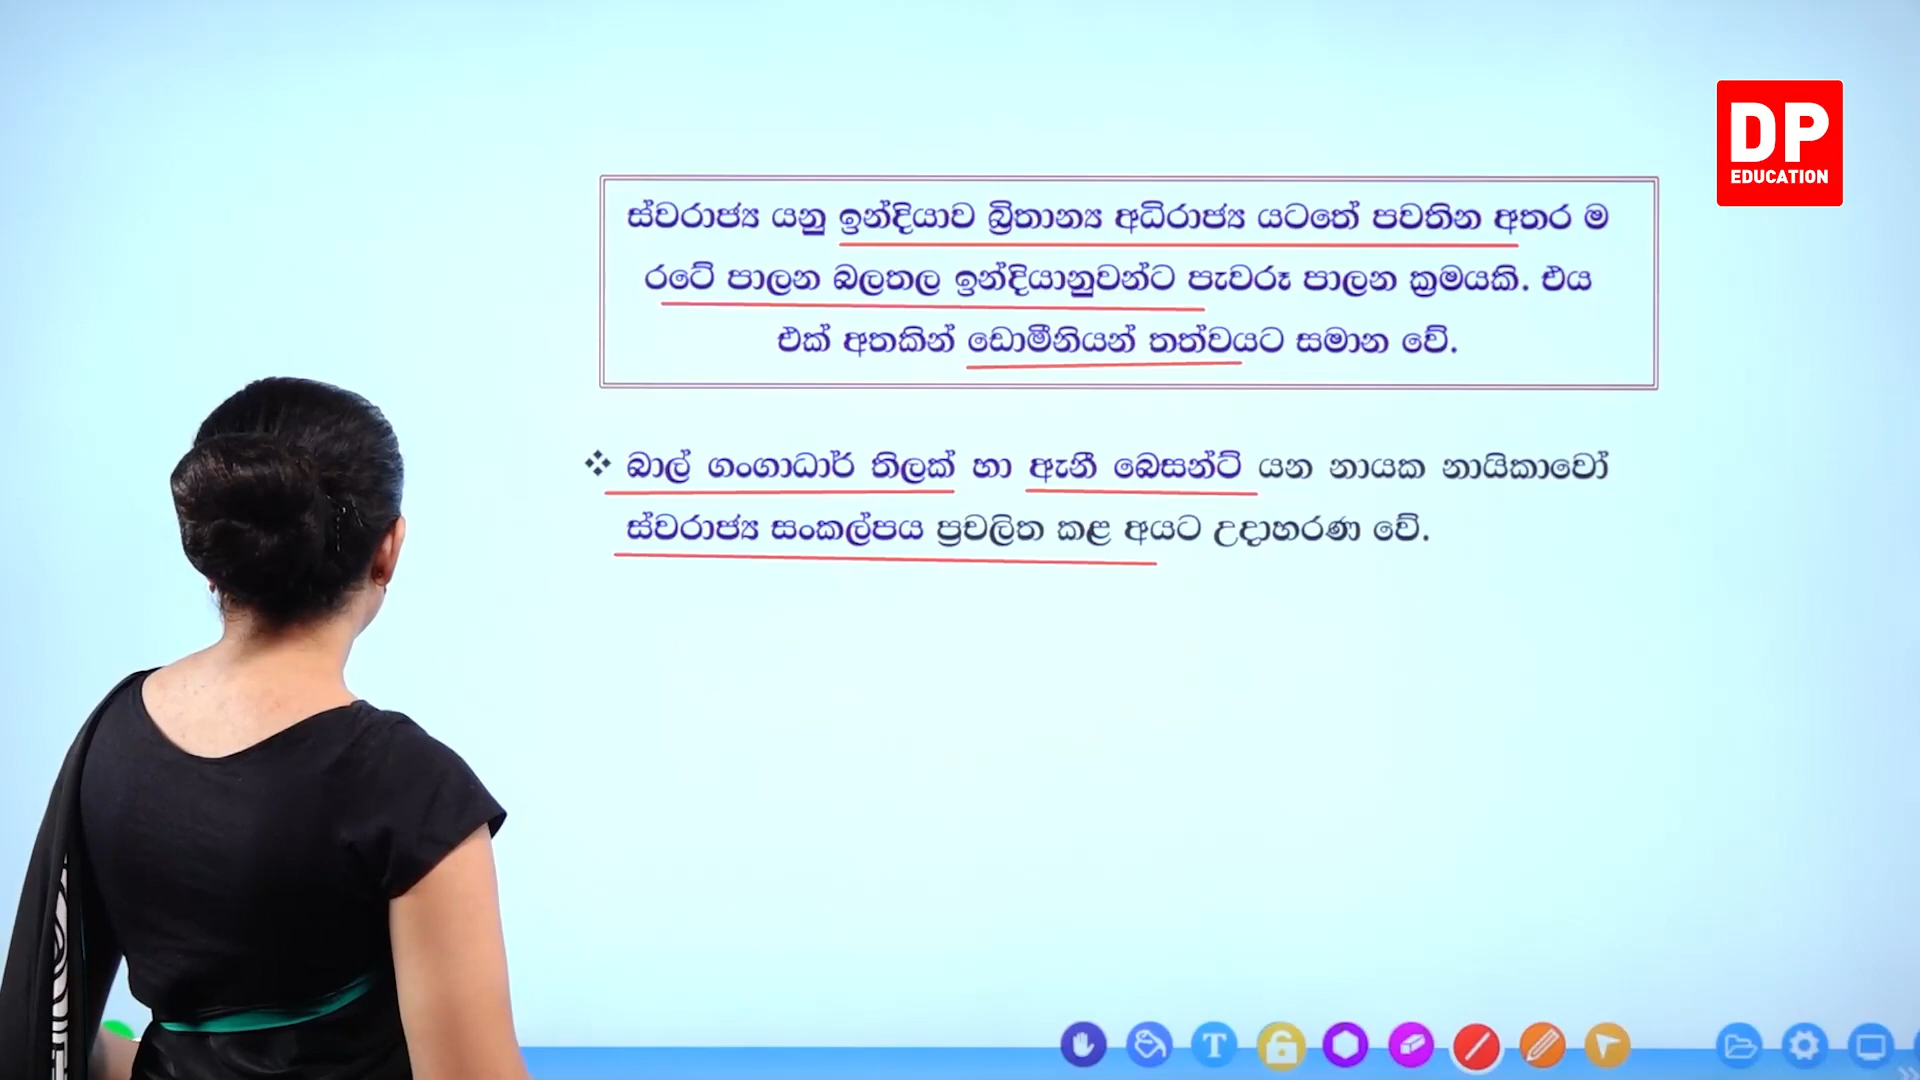 DP
EDUCATION
ස්වරාජ්‍ය යනු ඉන්දියාව බ්‍රිතාන්‍ය අධිරාජ්‍ය යටතේ පවතින අතර ම
රටේ පාලන බලතල ඉන්දියානුවන්ට පැවරූ පාලන ක්‍රමයකි. එය
එක් අතකින් ඩොමීනියන් තත්වයට සමාන වේ.
❖ බාල් ගංගාධාර් තිලක් හා ඇනී බෙසන්ට් යන නායක නායිකාවෝ
ස්වරාජ්‍ය සංකල්පය ප්‍රචලිත කළ අයට උදාහරණ වේ.
T